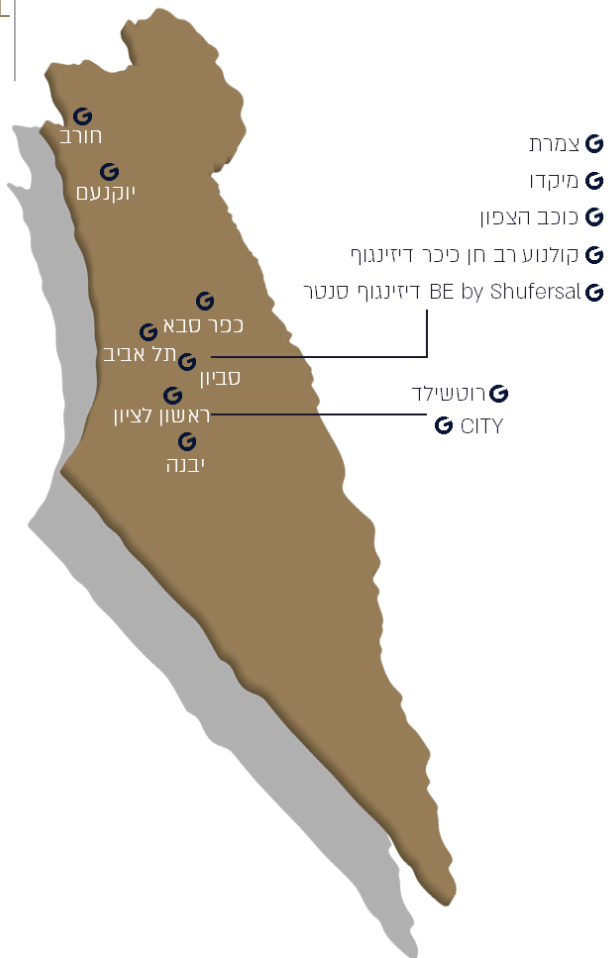 חורב
יוקנעם
צמרת
מיקדו
כוכב הצפון
קולנוע רב חן כיכר דיזינגוף
BE by Shufersal דיזינגוף סנטר
כפר סבא
תל אביב
סביון
ראשון לציון
יבנה
רוטשילד
CITY